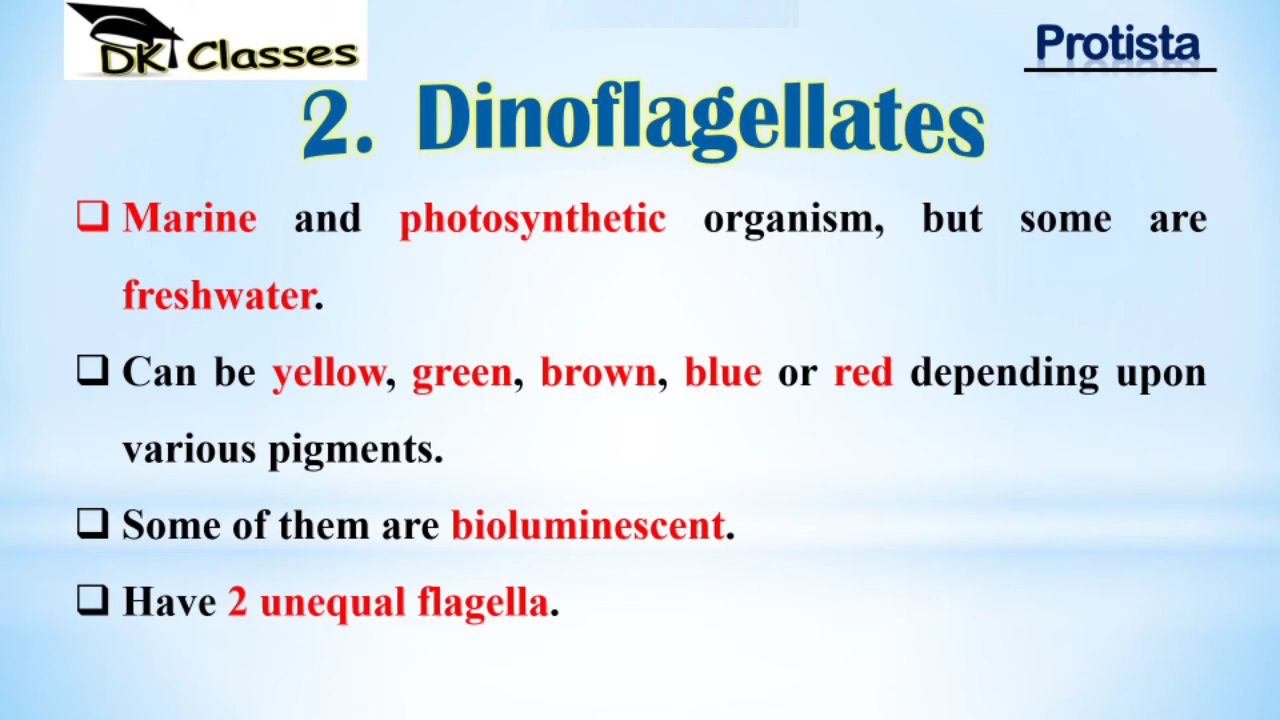 DK Classes
Protista
2. Dinoflagellates
❑ Marine and photosynthetic organism, but some are
freshwater.
❑ Can be yellow, green, brown, blue or red depending upon
various pigments.
❑ Some of them are bioluminescent.
❑ Have 2 unequal flagella.